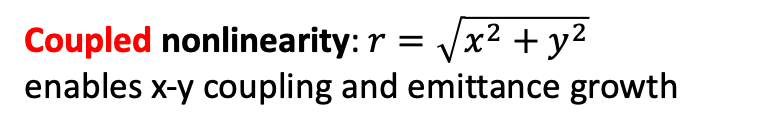 Coupled nonlinearity: r = √(x² + y²)
enables x-y coupling and emittance growth